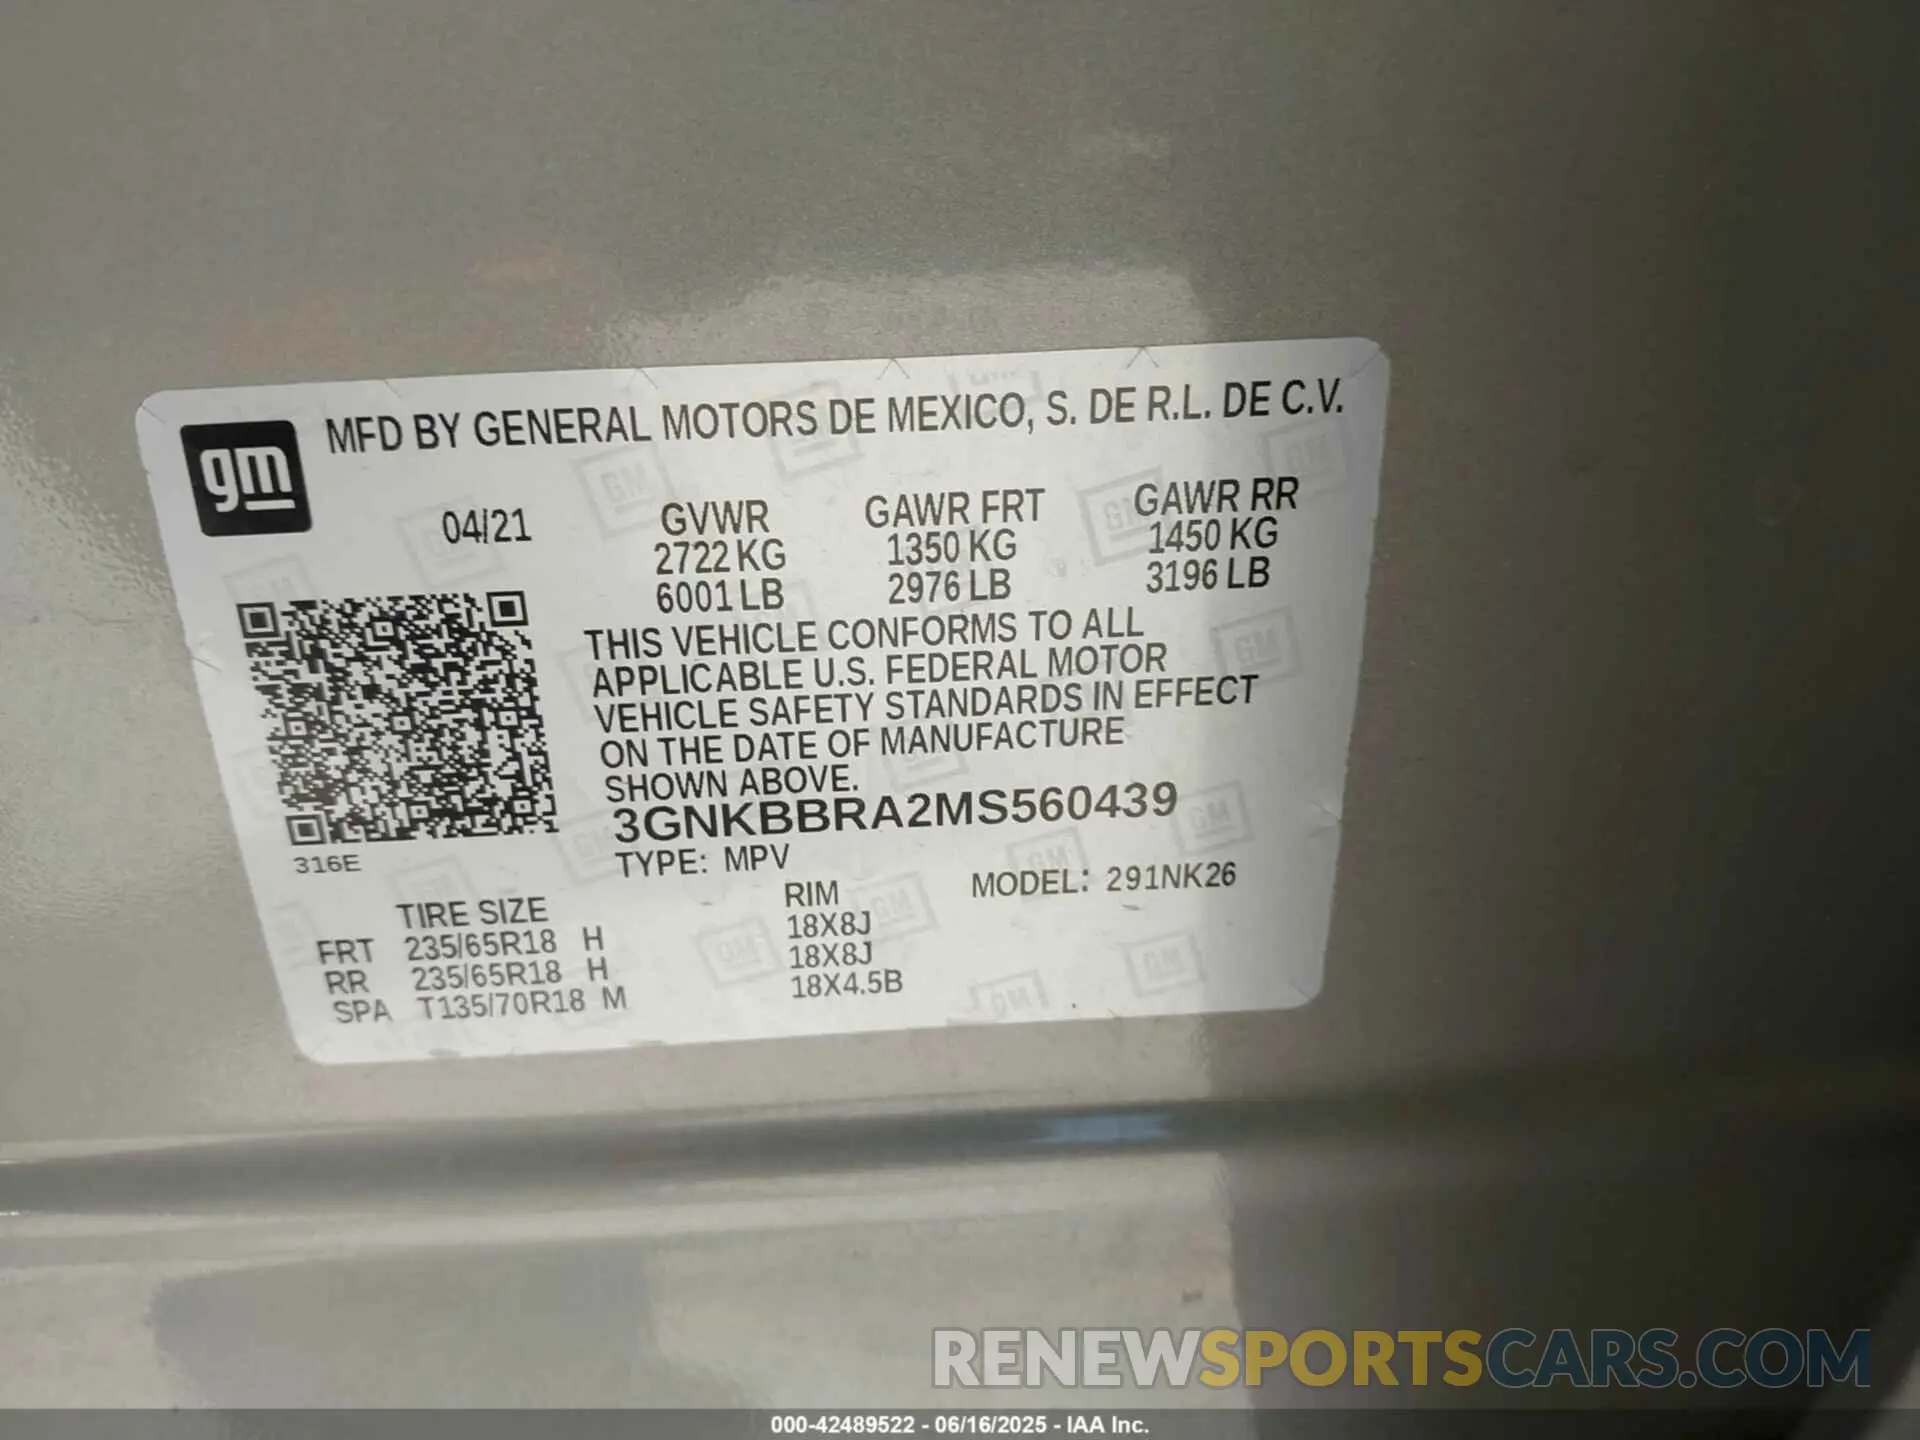 gm
MFD BY GENERAL MOTORS DE MEXICO, S. DE R.L. DE C.V.
04/21
GVWR GAWR FRT GAWR RR
2722 KG 1350 KG 1450 KG
6001 LB 2976 LB 3196 LB
THIS VEHICLE CONFORMS TO ALL
APPLICABLE U.S. FEDERAL MOTOR
VEHICLE SAFETY STANDARDS IN EFFECT
ON THE DATE OF MANUFACTURE
SHOWN ABOVE.
3GNKBBRA2MS560439
316E
TYPE: MPV
MODEL: 291NK26
TIRE SIZE RIM
FRT 235/65R18 H 18X8J
RR 235/65R18 H 18X8J
SPA T135/70R18 M 18X4.5B
RENEWSPORTSCARS.COM
000-42489522 - 06/16/2025 - IAA Inc.